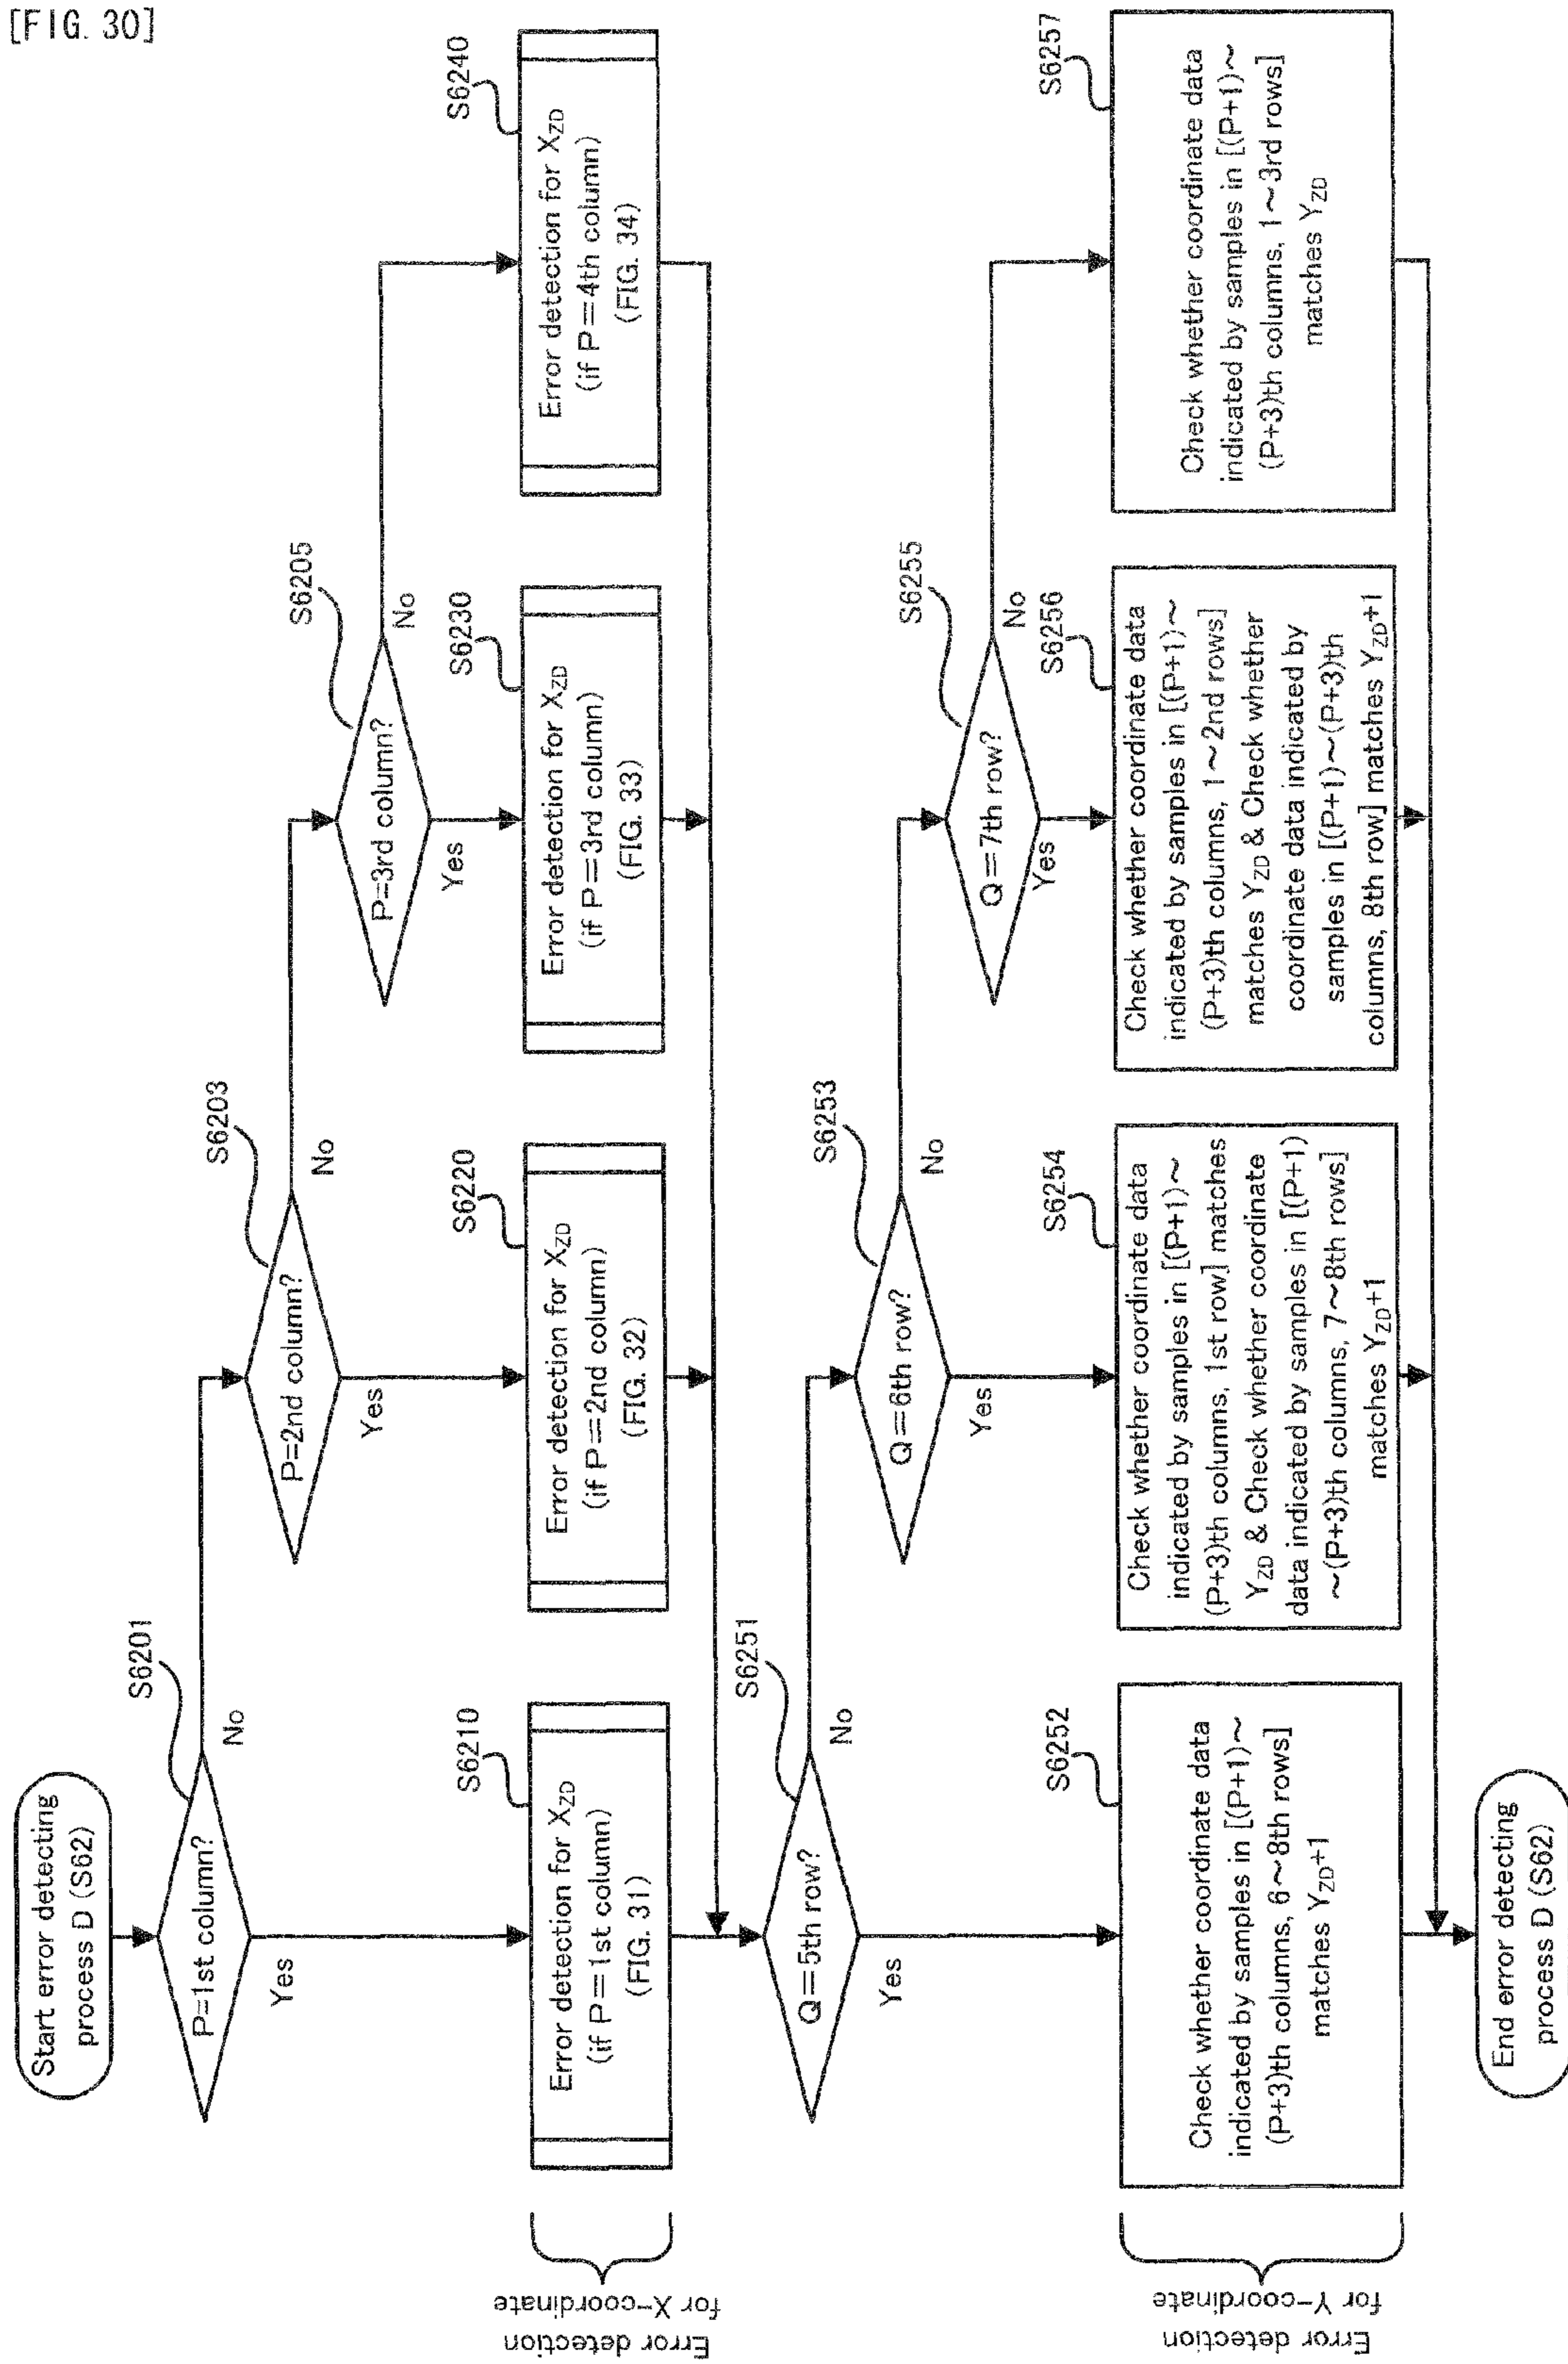 [FIG. 30]
Start error detecting
process D (S62)
S6201
P=1st column?
No
Yes
S6203
P=2nd column?
No
Yes
S6205
P=3rd column?
No
Yes
S6210
Error detection for XZD
(if P=1st column)
(FIG. 31)
S6220
Error detection for XZD
(if P=2nd column)
(FIG. 32)
S6230
Error detection for XZD
(if P=3rd column)
(FIG. 33)
S6240
Error detection for XZD
(if P=4th column)
(FIG. 34)
Error detection
for X-coordinate
S6251
Q=5th row?
No
Yes
S6253
Q=6th row?
No
Yes
S6255
Q=7th row?
No
Yes
S6252
Check whether coordinate data
indicated by samples in [(P+1)~
(P+3)th columns, 6~8th rows]
matches YZD+1
S6254
Check whether coordinate data
indicated by samples in [(P+1)~
(P+3)th columns, 1st row] matches
YZD & Check whether coordinate
data indicated by samples in [(P+1)
~(P+3)th columns, 7~8th rows]
matches YZD+1
S6256
Check whether coordinate data
indicated by samples in [(P+1)~
(P+3)th columns, 1~2nd rows]
matches YZD & Check whether
coordinate data indicated by
samples in [(P+1)~(P+3)th
columns, 8th row] matches YZD+1
S6257
Check whether coordinate data
indicated by samples in [(P+1)~
(P+3)th columns, 1~3rd rows]
matches YZD
Error detection
for Y-coordinate
End error detecting
process D (S62)